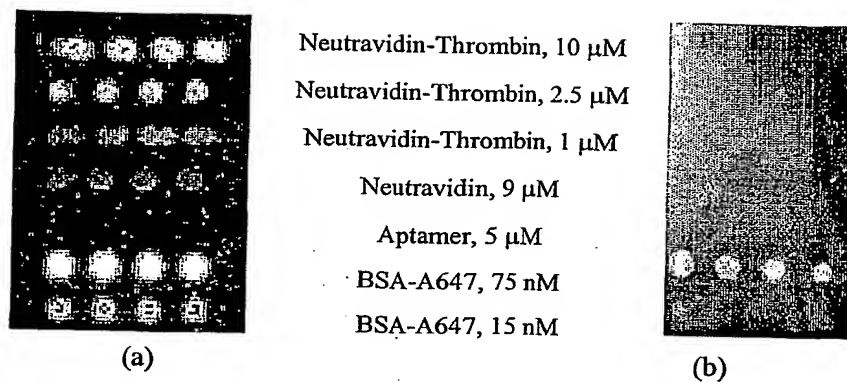 Neutravidin-Thrombin, 10 μM
Neutravidin-Thrombin, 2.5 μM
Neutravidin-Thrombin, 1 μM
Neutravidin, 9 μM
Aptamer, 5 μM
BSA-A647, 75 nM
BSA-A647, 15 nM
(a)
(b)